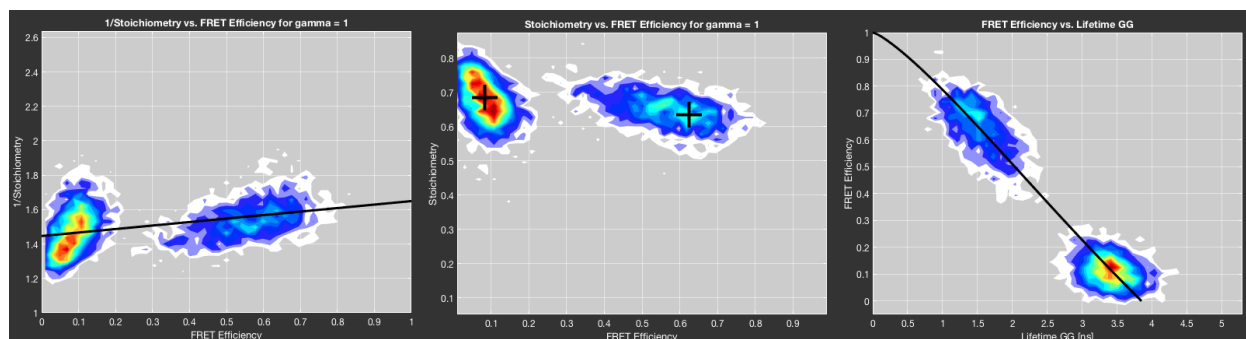 1/Stoichiometry vs. FRET Efficiency for gamma = 1
2.6
2.4
2.2
2
1.8
1.6
1.4
1.2
1
0 0.1 0.2 0.3 0.4 0.5 0.6 0.7 0.8 0.9 1
1/Stoichiometry
FRET Efficiency
Stoichiometry vs. FRET Efficiency for gamma = 1
0.8
0.7
0.6
0.5
0.4
0.3
0.2
0.1
0.1 0.2 0.3 0.4 0.5 0.6 0.7 0.8 0.9
Stoichiometry
FRET Efficiency
FRET Efficiency vs. Lifetime GG
1
0.9
0.8
0.7
0.6
0.5
0.4
0.3
0.2
0.1
0
0 0.5 1 1.5 2 2.5 3 3.5 4 4.5 5
FRET Efficiency
Lifetime GG [ns]